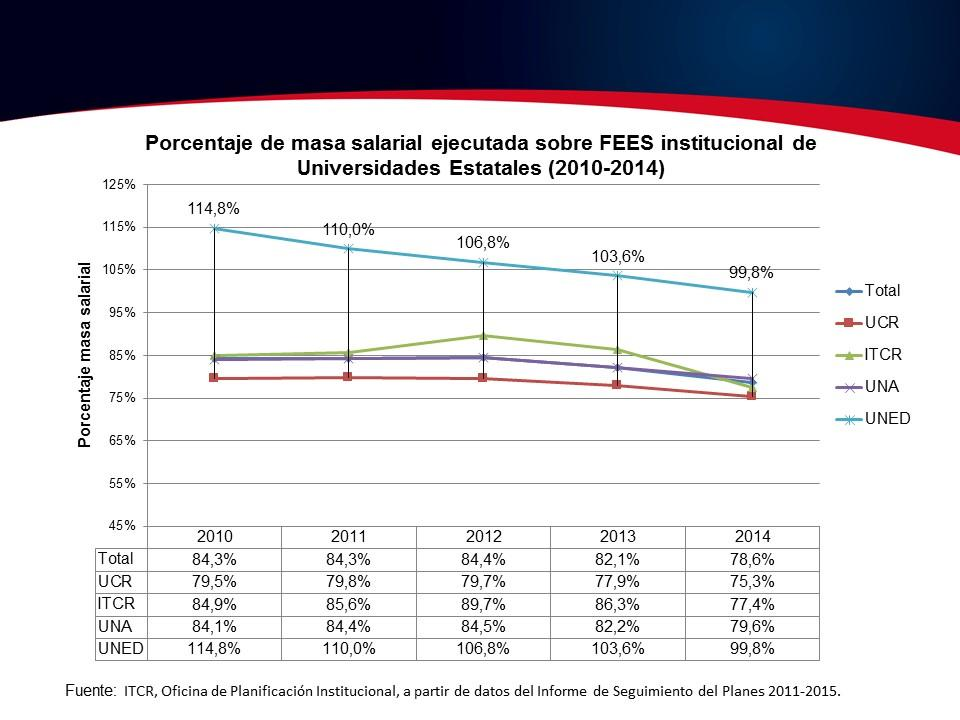 Porcentaje de masa salarial ejecutada sobre FEES institucional de
Universidades Estatales (2010-2014)
125%
115%
105%
95%
85%
75%
65%
55%
45%
Porcentaje masa salarial
114,8%
110,0%
106,8%
103,6%
99,8%
Total
UCR
ITCR
UNA
UNED
2010 2011 2012 2013 2014
Total 84,3% 84,3% 84,4% 82,1% 78,6%
UCR 79,5% 79,8% 79,7% 77,9% 75,3%
ITCR 84,9% 85,6% 89,7% 86,3% 77,4%
UNA 84,1% 84,4% 84,5% 82,2% 79,6%
UNED 114,8% 110,0% 106,8% 103,6% 99,8%
Fuente: ITCR, Oficina de Planificación Institucional, a partir de datos del Informe de Seguimiento del Planes 2011-2015.